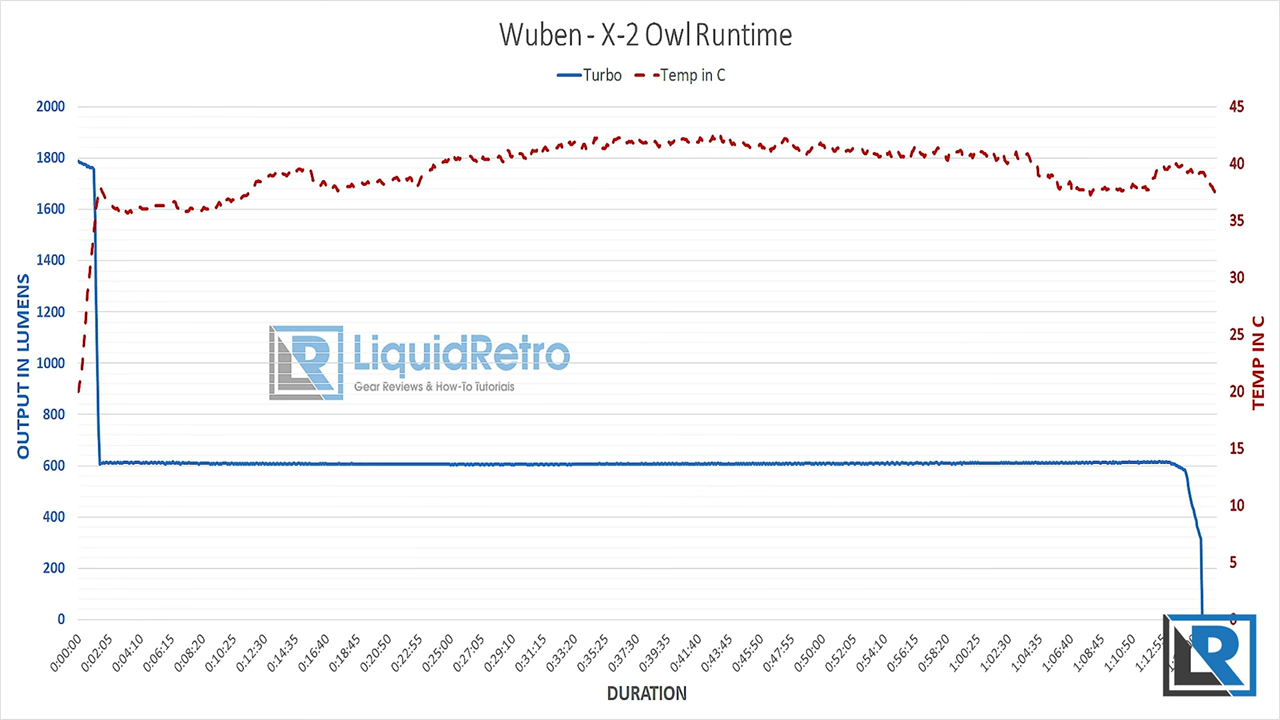 Wuben - X-2 Owl Runtime
Turbo Temp in C
2000
1800
1600
1400
1200
1000
800
600
400
200
0
OUTPUT IN LUMENS
LR LiquidRetro
Gear Reviews & How-To Tutorials
45
40
35
30
25
20
15
10
5
0
TEMP IN C
0:00:00 0:02:05 0:04:10 0:06:15 0:08:20 0:10:25 0:12:30 0:14:35 0:16:40 0:18:45 0:20:50 0:22:55 0:25:00 0:27:05 0:29:10 0:31:15 0:33:20 0:35:25 0:37:30 0:39:35 0:41:40 0:43:45 0:45:50 0:47:55 0:50:00 0:52:05 0:54:10 0:56:15 0:58:20 1:00:25 1:02:30 1:04:35 1:06:40 1:08:45 1:10:50 1:12:55
DURATION
LR